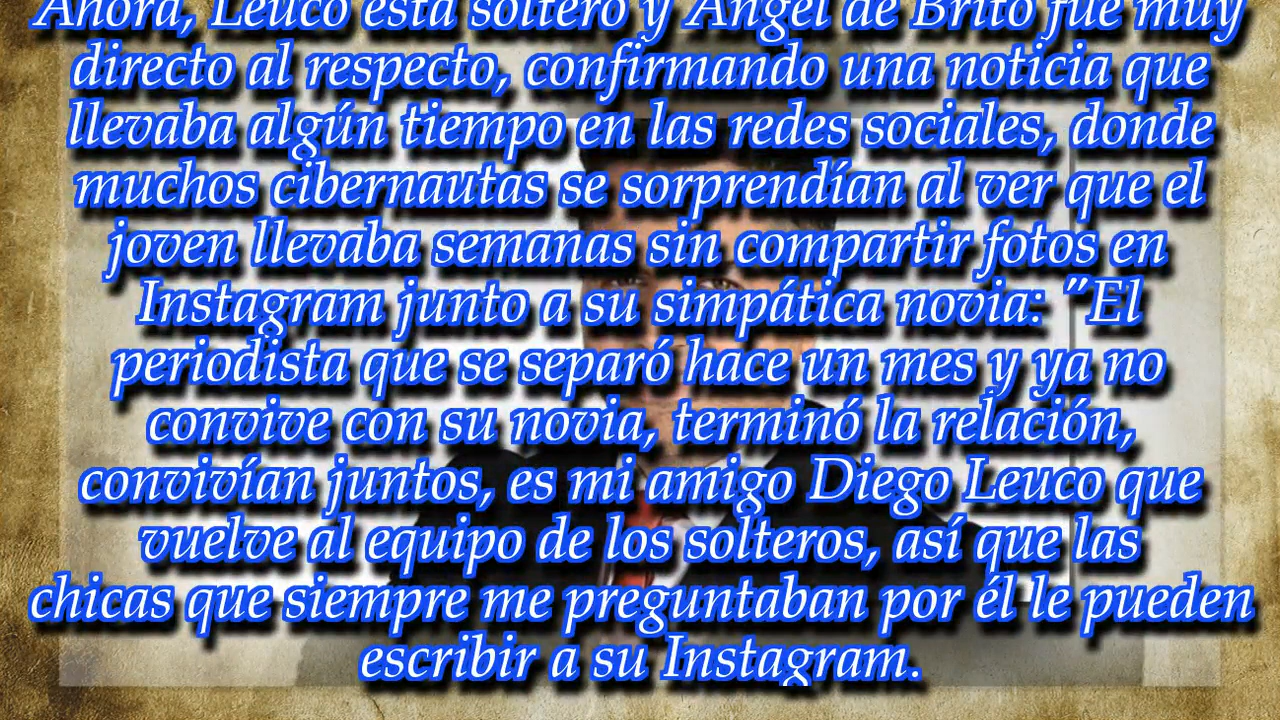 Ahora, Leuco está soltero y Ángel de Brito fue muy
directo al respecto, confirmando una noticia que
llevaba algún tiempo en las redes sociales, donde
muchos cibernautas se sorprendían al ver que el
joven llevaba semanas sin compartir fotos en
Instagram junto a su simpática novia: "El
periodista que se separó hace un mes y ya no
convive con su novia, terminó la relación,
convivían juntos, es mi amigo Diego Leuco que
vuelve al equipo de los solteros, así que las
chicas que siempre me preguntaban por él le pueden
escribir a su Instagram.